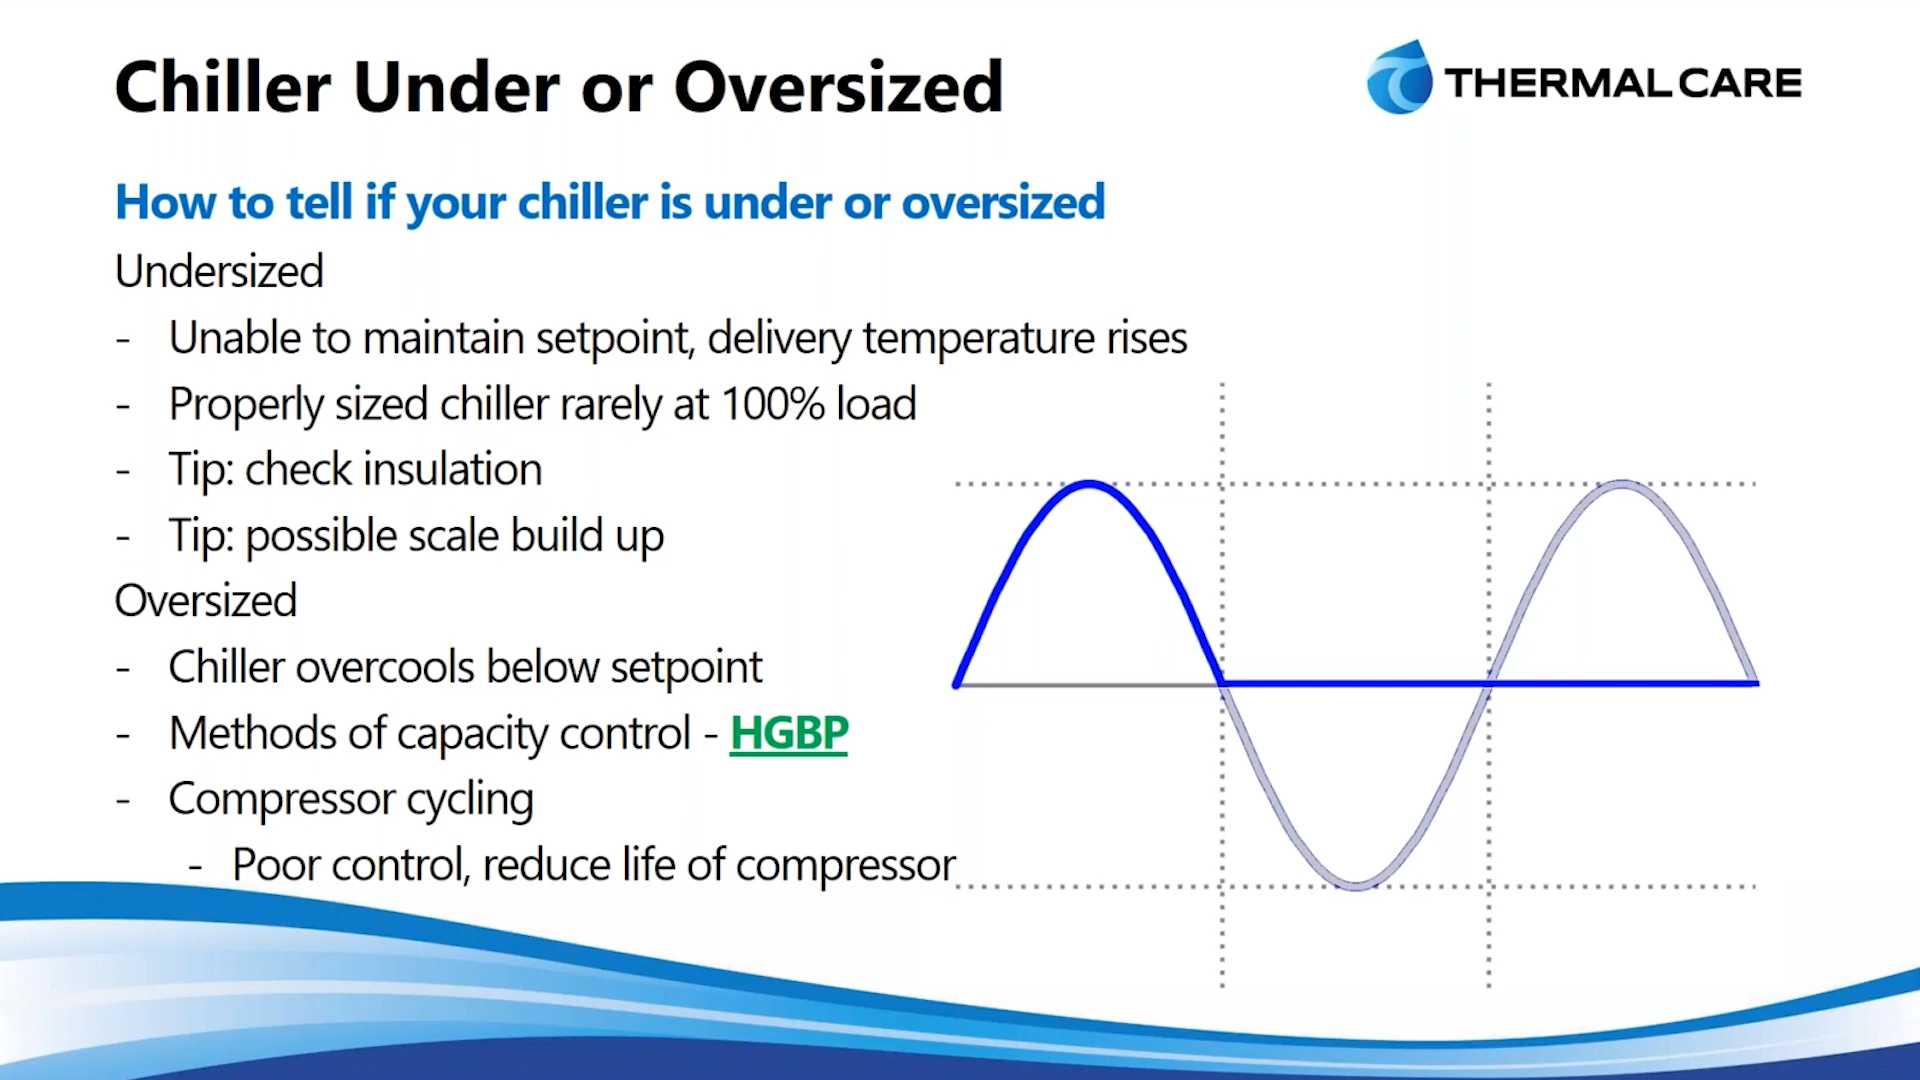 Chiller Under or Oversized
THERMAL CARE
How to tell if your chiller is under or oversized
Undersized
- Unable to maintain setpoint, delivery temperature rises
- Properly sized chiller rarely at 100% load
- Tip: check insulation
- Tip: possible scale build up
Oversized
- Chiller overcools below setpoint
- Methods of capacity control - HGBP
- Compressor cycling
- Poor control, reduce life of compressor